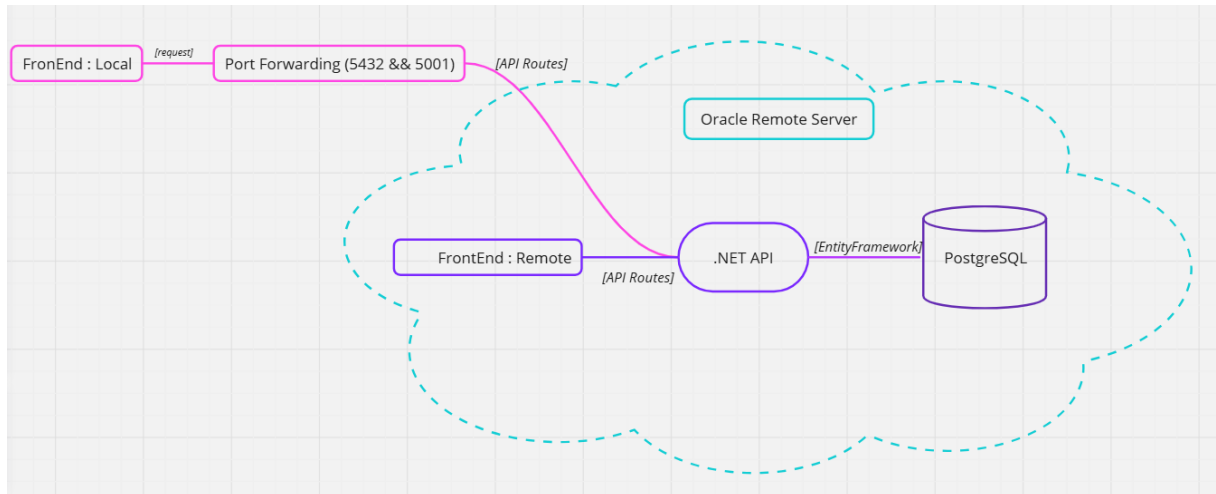 FronEnd : Local
[request]
Port Forwarding (5432 && 5001)
[API Routes]
Oracle Remote Server
FrontEnd : Remote
[API Routes]
.NET API
[EntityFramework]
PostgreSQL